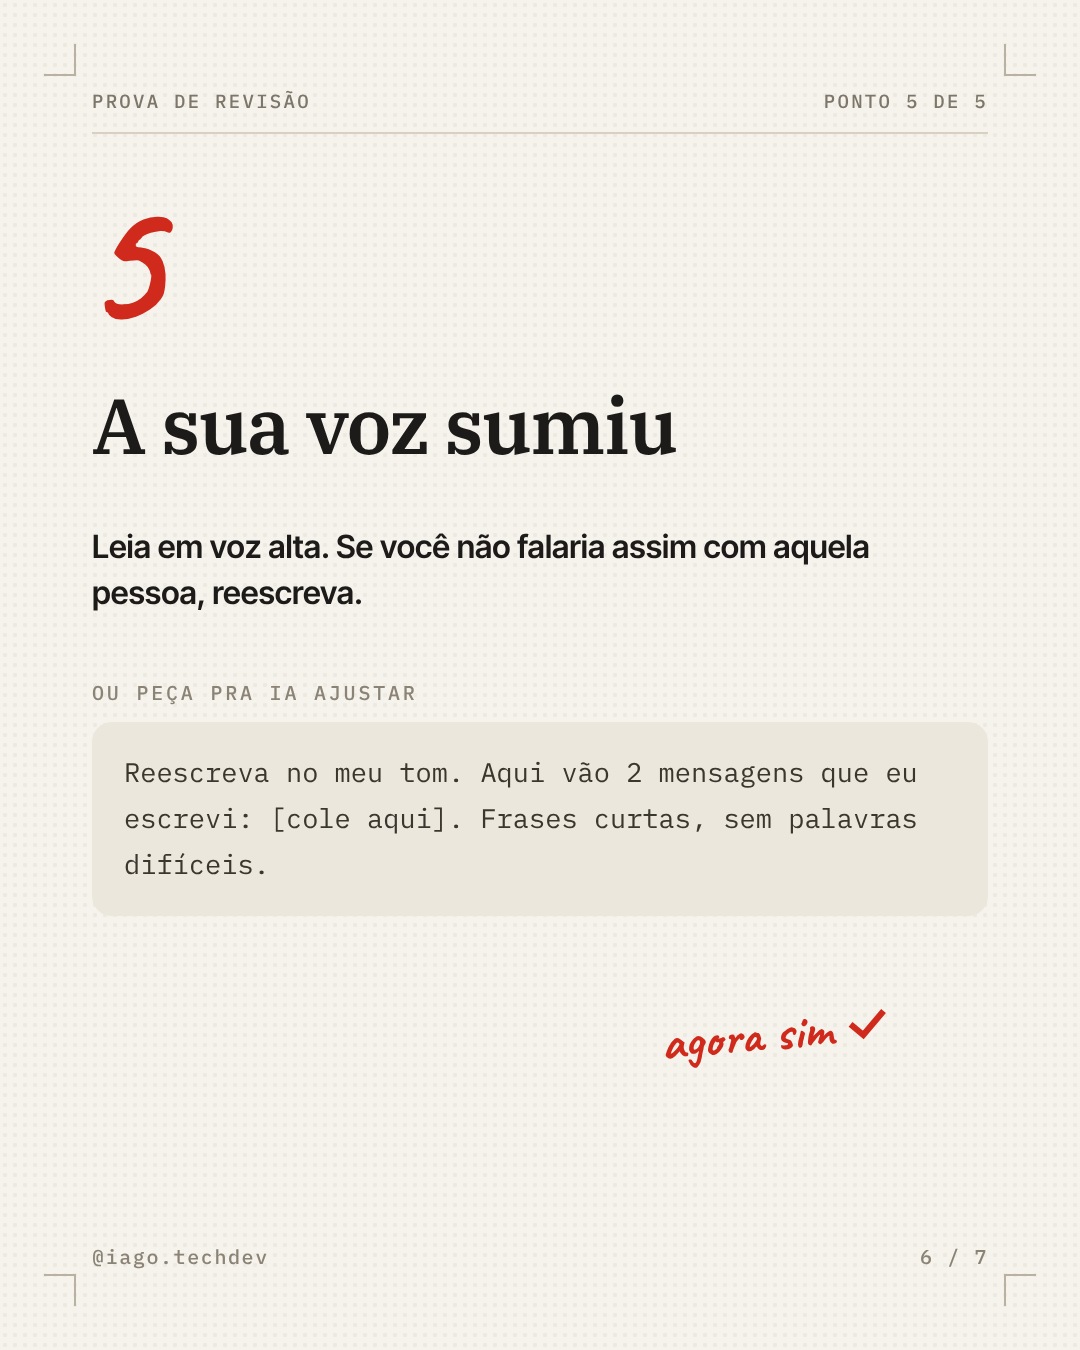 PROVA DE REVISÃO
PONTO 5 DE 5
5
A sua voz sumiu
Leia em voz alta. Se você não falaria assim com aquela
pessoa, reescreva.
OU PEÇA PRA IA AJUSTAR
Reescreva no meu tom. Aqui vão 2 mensagens que eu
escrevi: [cole aqui]. Frases curtas, sem palavras
difíceis.
agora sim ✓
@iago.techdev
6 / 7